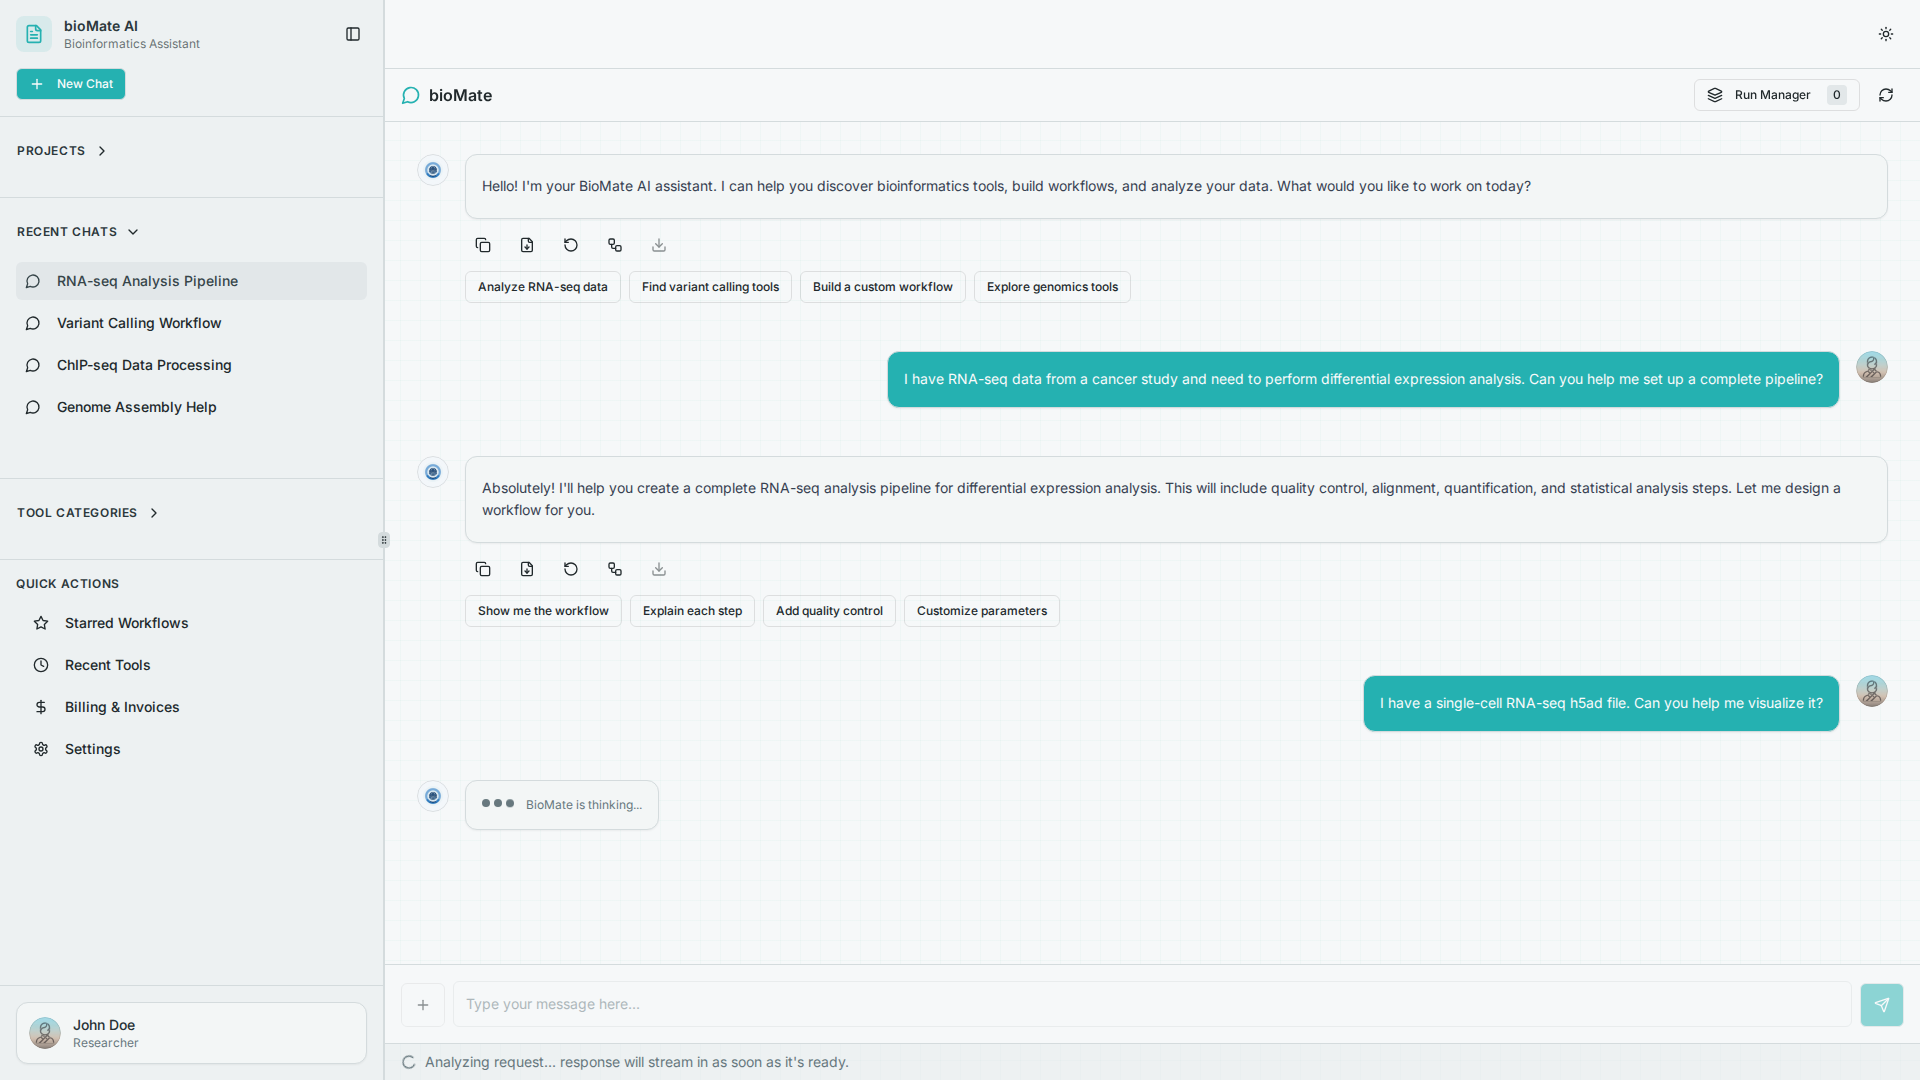 bioMate AI
Bioinformatics Assistant
New Chat
PROJECTS
RECENT CHATS
RNA-seq Analysis Pipeline
Variant Calling Workflow
ChIP-seq Data Processing
Genome Assembly Help
TOOL CATEGORIES
QUICK ACTIONS
Starred Workflows
Recent Tools
Billing & Invoices
Settings
John Doe
Researcher
bioMate
Run Manager 0
Hello! I'm your BioMate AI assistant. I can help you discover bioinformatics tools, build workflows, and analyze your data. What would you like to work on today?
Analyze RNA-seq data
Find variant calling tools
Build a custom workflow
Explore genomics tools
I have RNA-seq data from a cancer study and need to perform differential expression analysis. Can you help me set up a complete pipeline?
Absolutely! I'll help you create a complete RNA-seq analysis pipeline for differential expression analysis. This will include quality control, alignment, quantification, and statistical analysis steps. Let me design a
workflow for you.
Show me the workflow
Explain each step
Add quality control
Customize parameters
I have a single-cell RNA-seq h5ad file. Can you help me visualize it?
BioMate is thinking...
Type your message here...
Analyzing request... response will stream in as soon as it's ready.